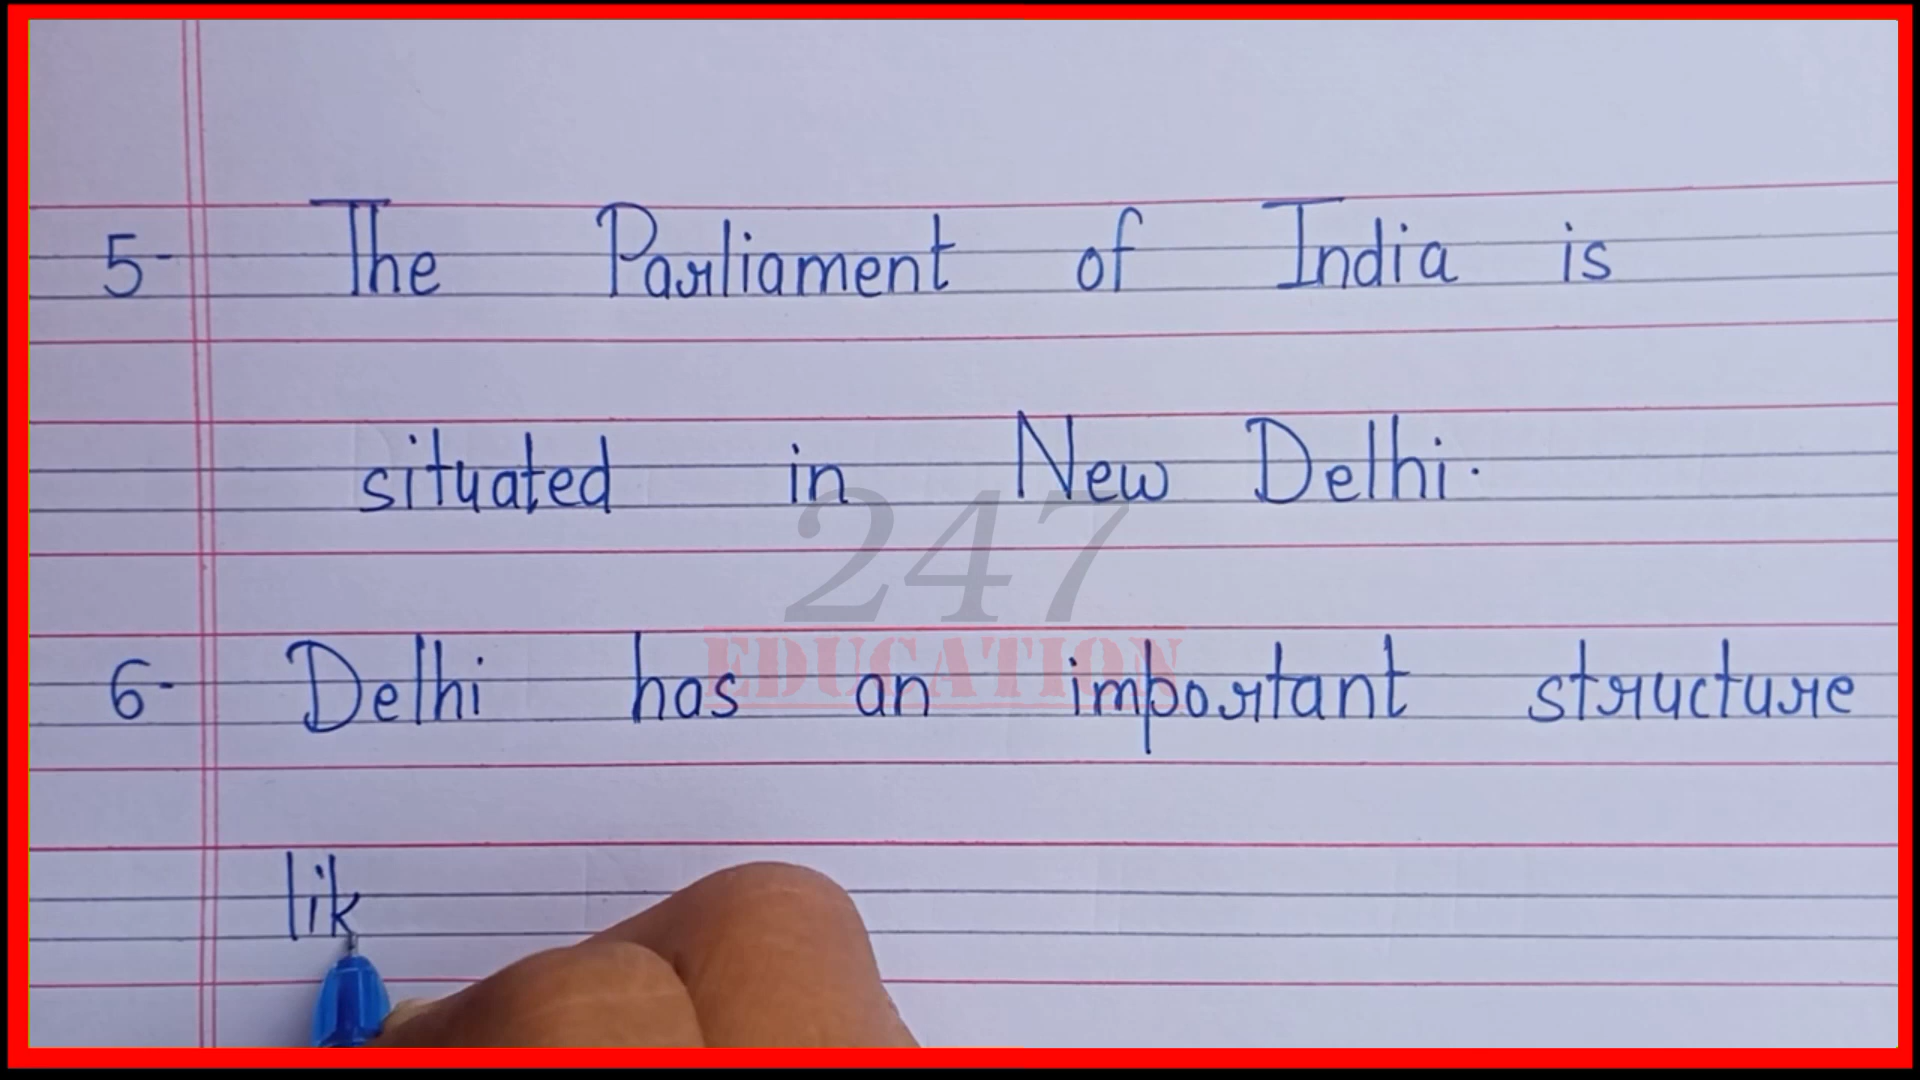 5- The Parliament of India is
situated in New Delhi.
247
EDUCATION
6- Delhi has an important structure
lik